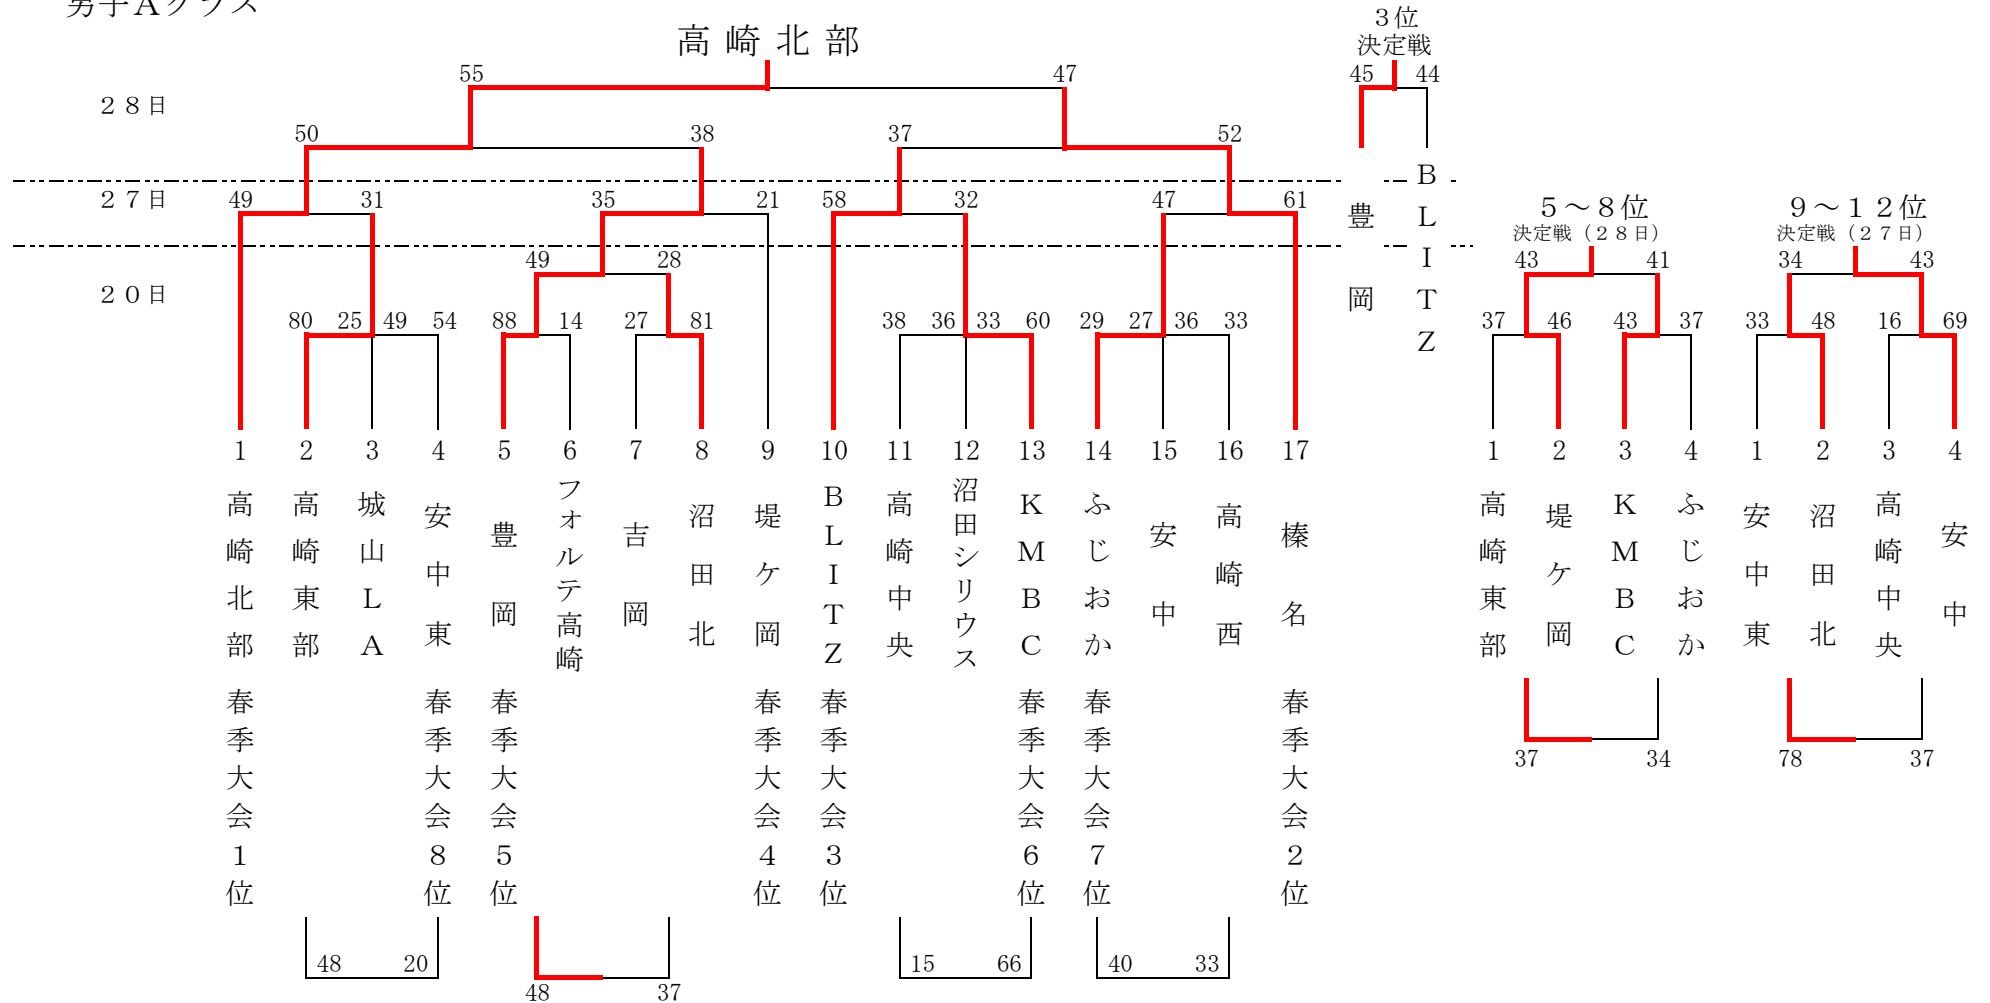 男子Aクラス
高崎北部
３位
決定戦
55
47
45
44
２８日
50
38
37
52
２７日
49
31
35
21
58
32
47
61
５～８位
決定戦（２８日）
９～１２位
決定戦（２７日）
２０日
49
28
43
41
34
43
80
25
49
54
88
14
27
81
38
36
33
60
29
27
36
33
37
46
43
37
33
48
16
69
豊岡
BLITZ
1
2
3
4
5
6
7
8
9
10
11
12
13
14
15
16
17
1
2
3
4
1
2
3
4
高崎北部
高崎東部
城山LA
安中東
豊岡
フォルテ高崎
吉岡
沼田北
堤ケ岡
BLITZ
高崎中央
沼田シリウス
KMBC
ふじおか
安中
高崎西
榛名
高崎東部
堤ケ岡
KMBC
ふじおか
安中東
沼田北
高崎中央
安中
春季大会１位
春季大会８位
春季大会５位
春季大会４位
春季大会３位
春季大会６位
春季大会７位
春季大会２位
37
34
78
37
48
20
48
37
15
66
40
33